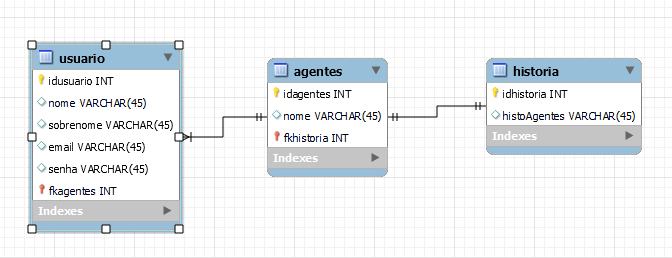 usuario
idusuario INT
nome VARCHAR(45)
sobrenome VARCHAR(45)
email VARCHAR(45)
senha VARCHAR(45)
fkagentes INT
Indexes
agentes
idagentes INT
nome VARCHAR(45)
fkhistoria INT
Indexes
historia
idhistoria INT
histoAgentes VARCHAR(45)
Indexes